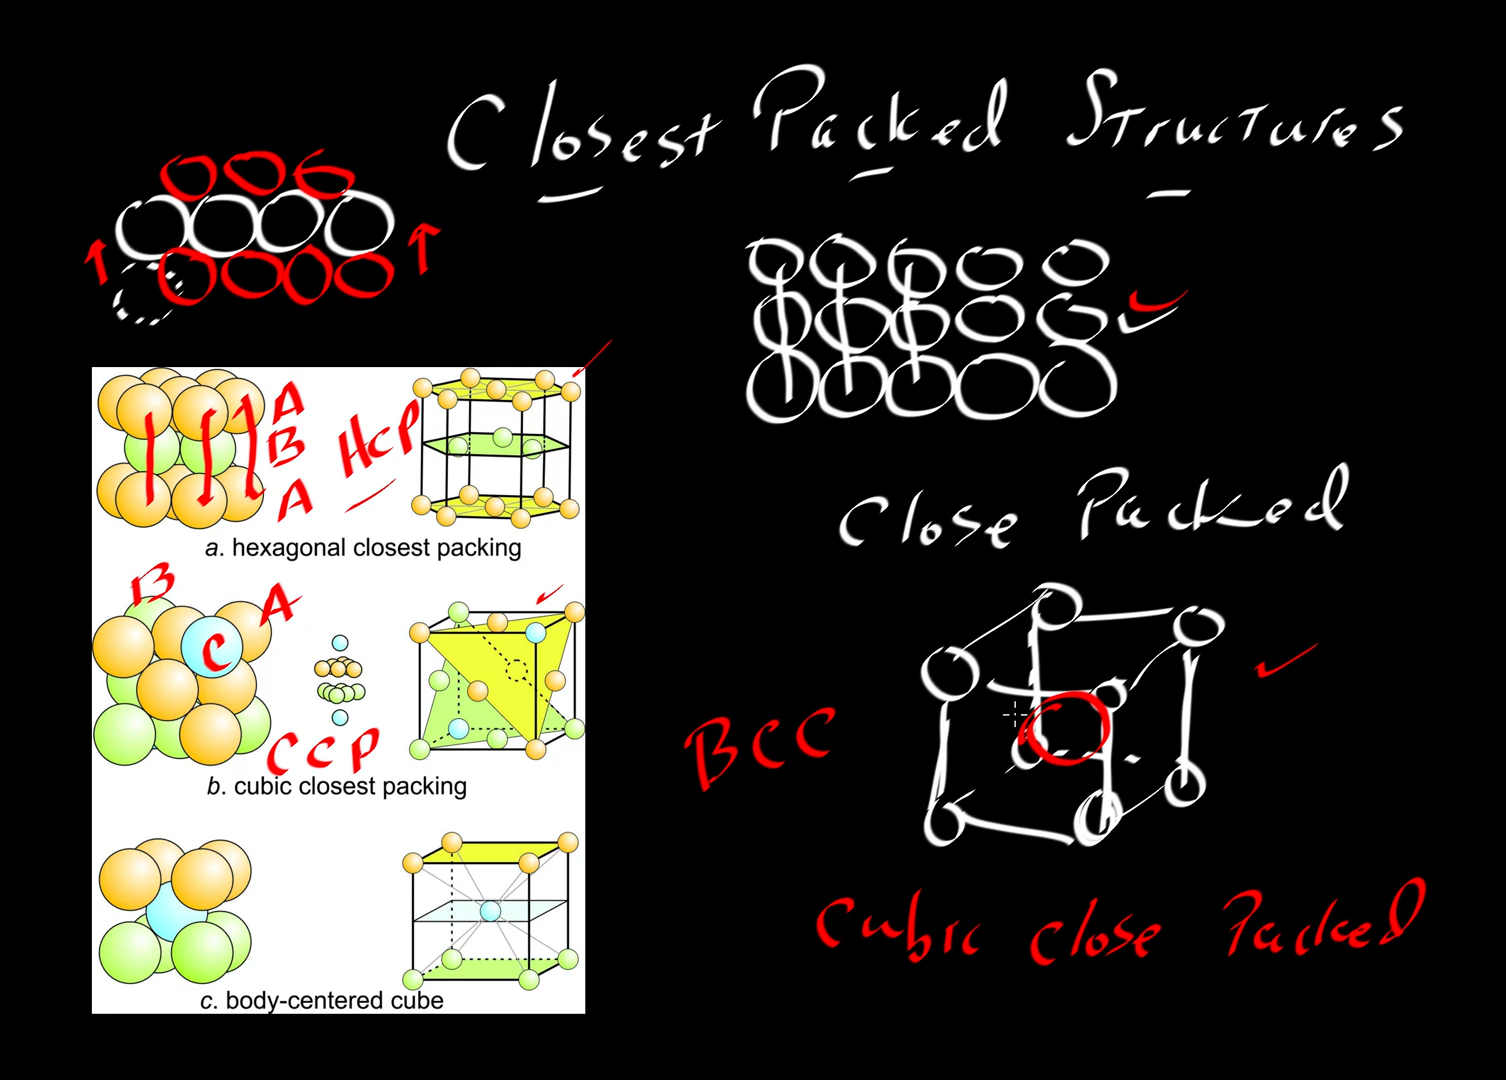 Closest Packed Structures
A
B
A
HCP
a. hexagonal closest packing
Close Packed
B
A
C
CCP
b. cubic closest packing
BCC
Cubic close Packed
c. body-centered cube